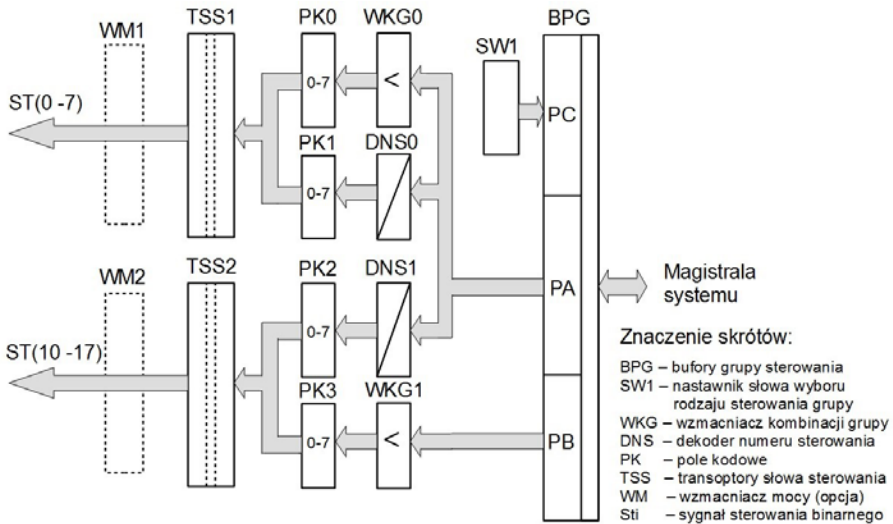 WM1
TSS1
PK0
WKG0
BPG
SW1
ST(0 -7)
0-7
<
PC
PK1
DNS0
0-7
WM2
TSS2
PK2
DNS1
PA
Magistrala
systemu
ST(10 -17)
0-7
PK3
WKG1
0-7
<
PB
Znaczenie skrótów:
BPG – bufory grupy sterowania
SW1 – nastawnik słowa wyboru
rodzaju sterowania grupy
WKG – wzmacniacz kombinacji grupy
DNS – dekoder numeru sterowania
PK – pole kodowe
TSS – transoptory słowa sterowania
WM – wzmacniacz mocy (opcja)
Sti – sygnał sterowania binarnego